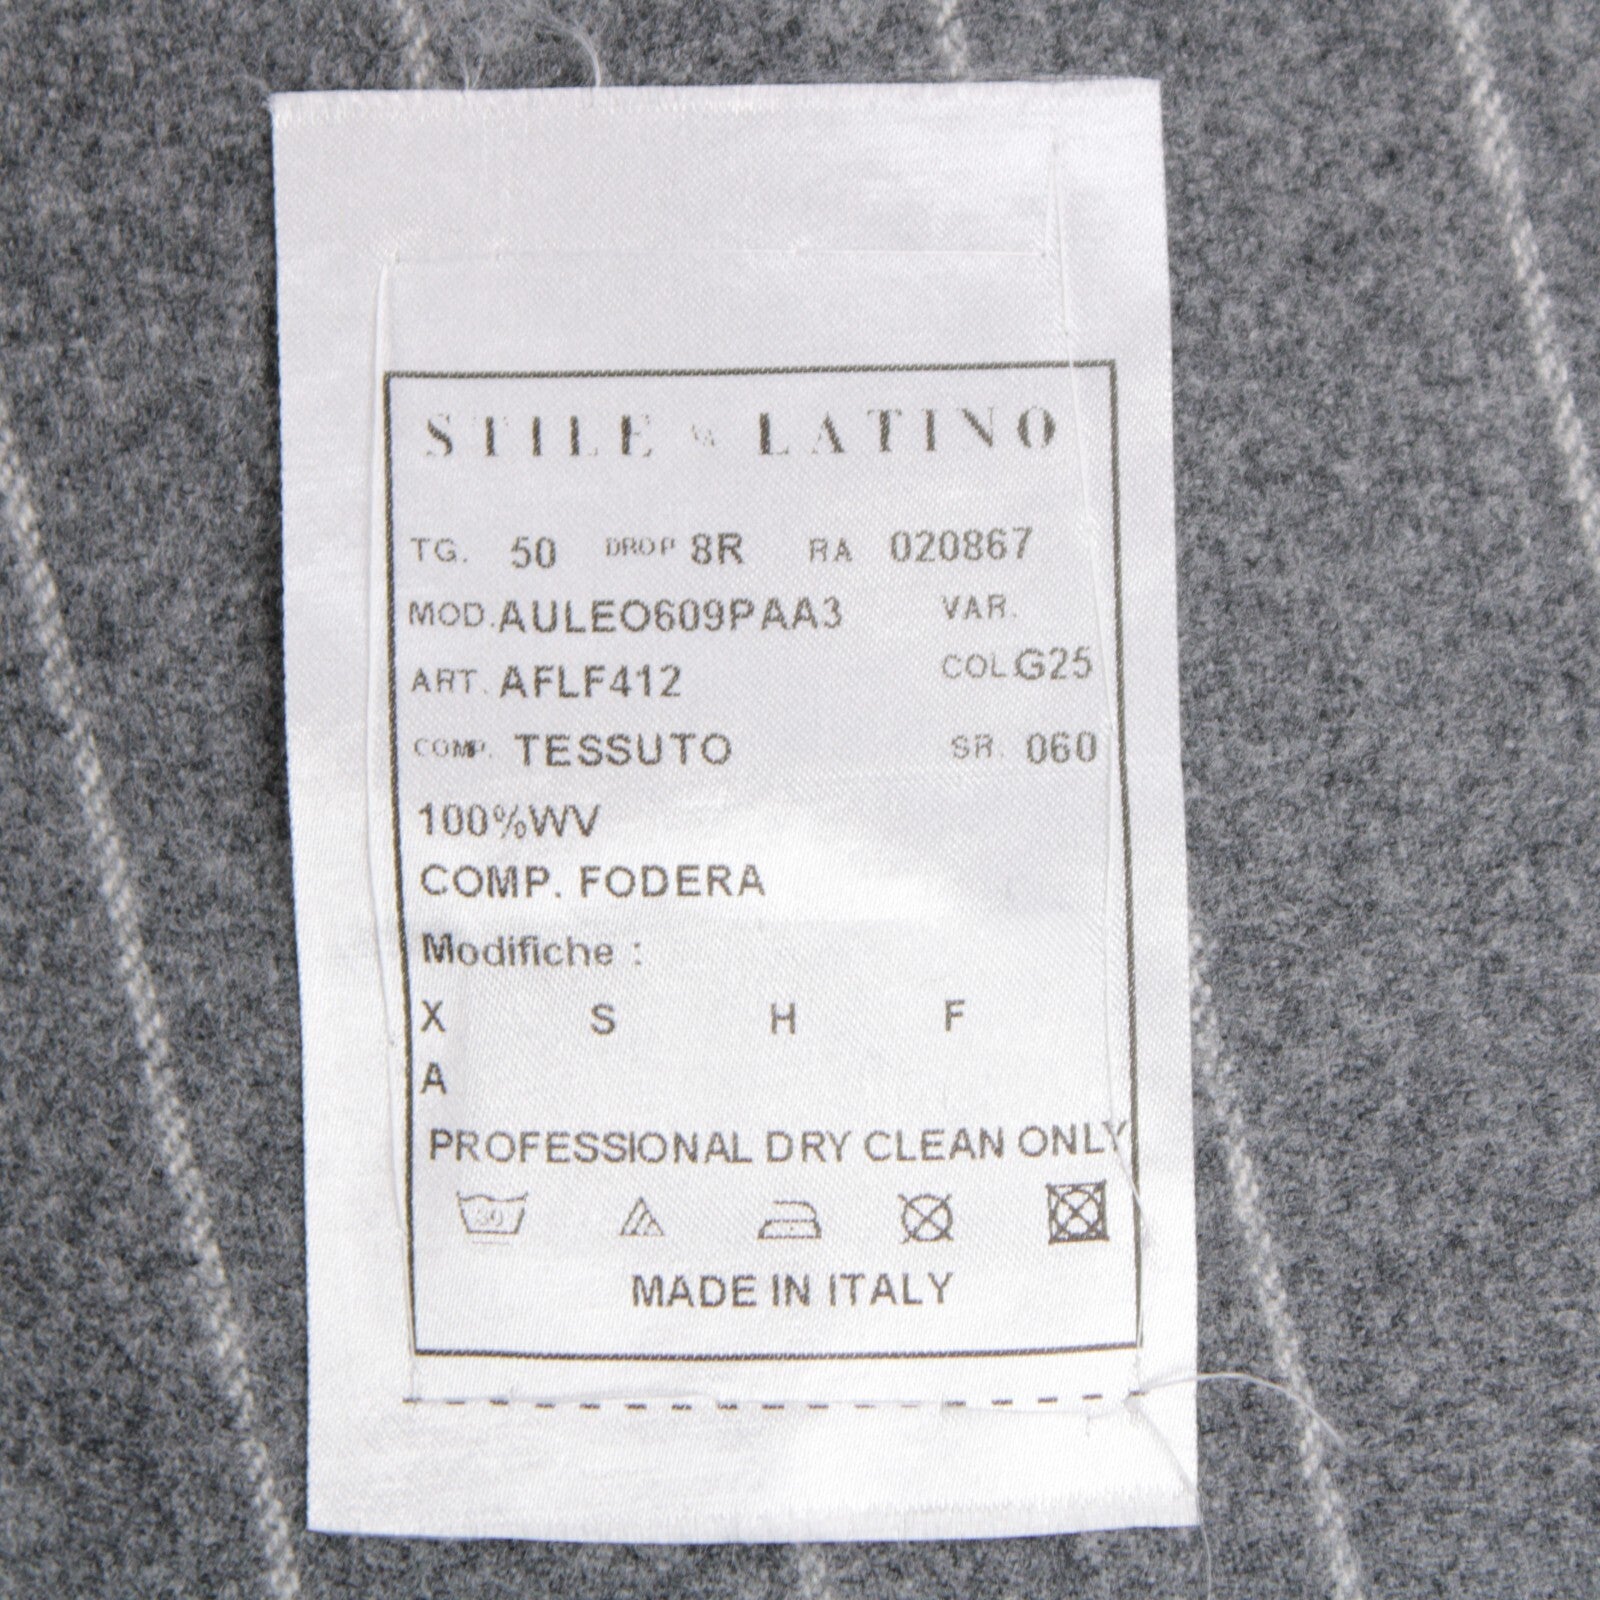 STILE LATINO
TG. 50 DROP 8R RA 020867
MOD. AULEO609PAA3 VAR.
ART. AFLF412 COL. G25
COMP. TESSUTO SR. 060
100%WV
COMP. FODERA
Modifiche :
X S H F
A
PROFESSIONAL DRY CLEAN ONLY
30
MADE IN ITALY